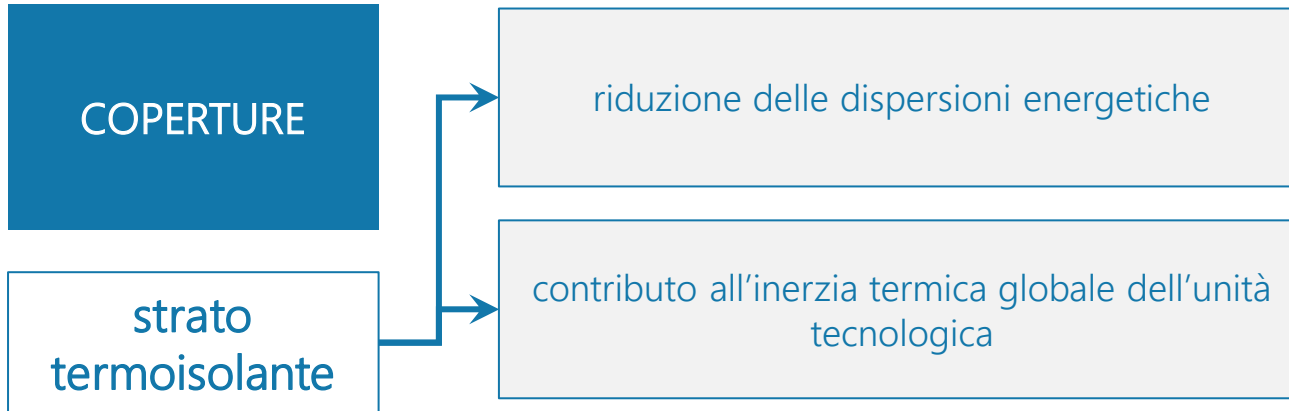 COPERTURE
riduzione delle dispersioni energetiche
strato
termoisolante
contributo all’inerzia termica globale dell’unità
tecnologica